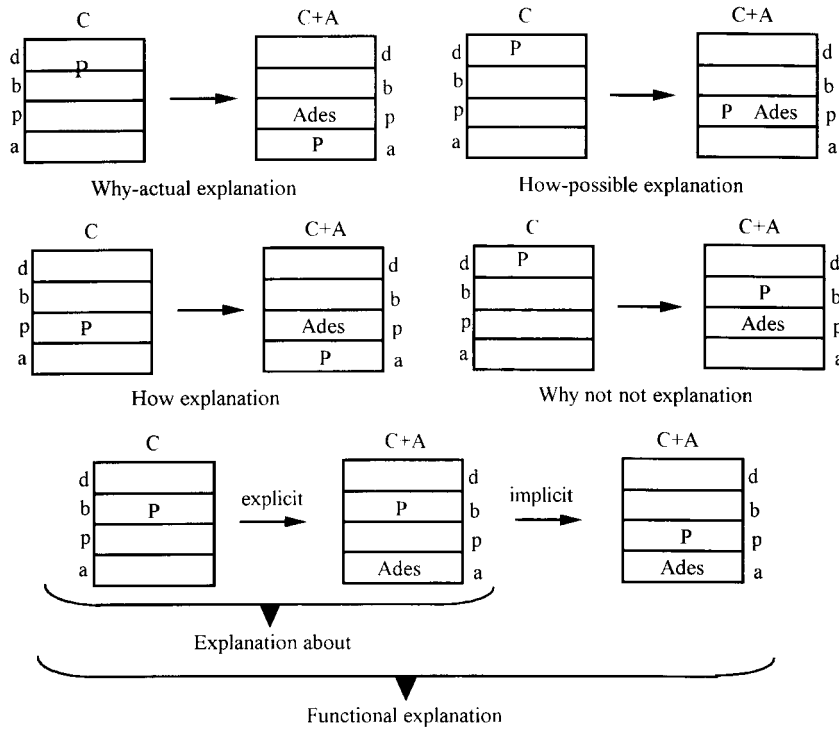 C C+A C C+A
d P d
b b
p Ades p
a P a
d P d
b b
p P Ades p
a a
Why-actual explanation How-possible explanation
C C+A C C+A
d d
b b
p P Ades p
a P a
d P d
b P b
p Ades p
a a
How explanation Why not not explanation
C C+A C+A
d d d
b P explicit P b implicit b
p p P p
a Ades a Ades a
Explanation about
Functional explanation